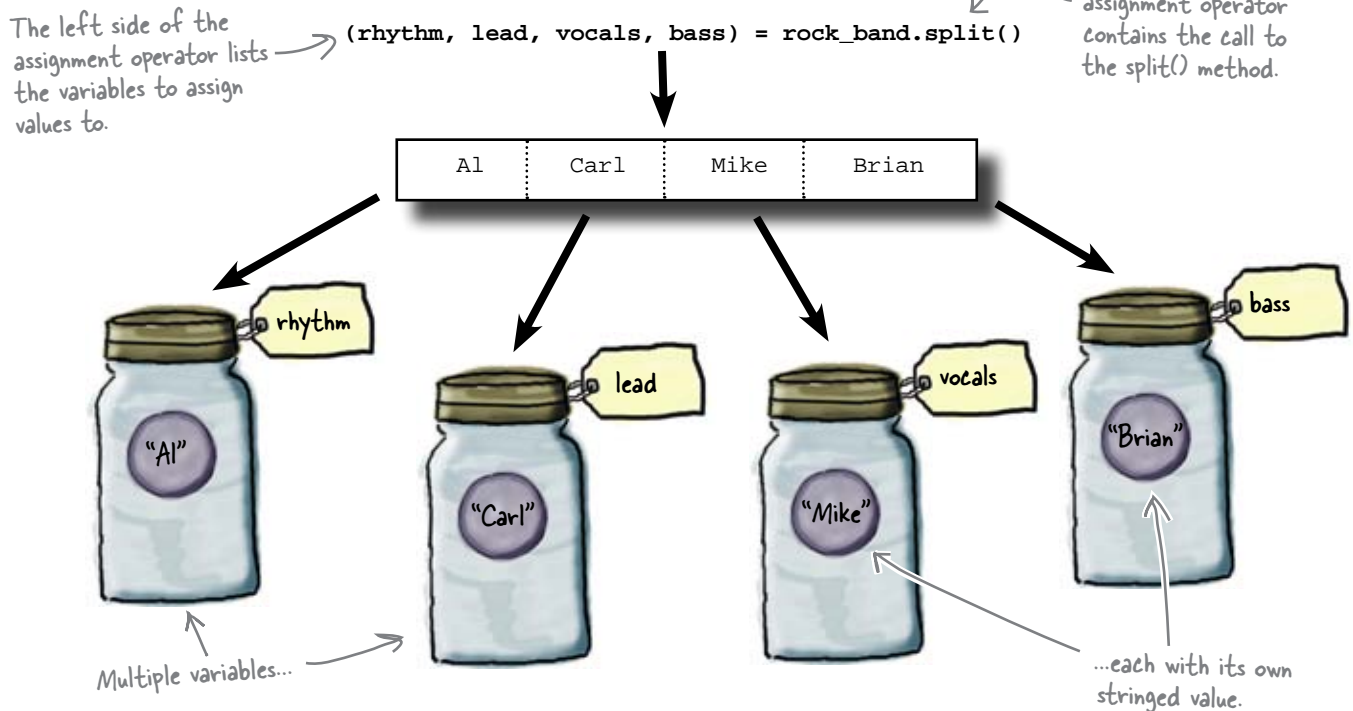 The left side of the
assignment operator lists
the variables to assign
values to.
(rhythm, lead, vocals, bass) = rock_band.split()
assignment operator
contains the call to
the split() method.
Al Carl Mike Brian
rhythm
lead
vocals
bass
"Al"
"Carl"
"Mike"
"Brian"
Multiple variables...
...each with its own
stringed value.